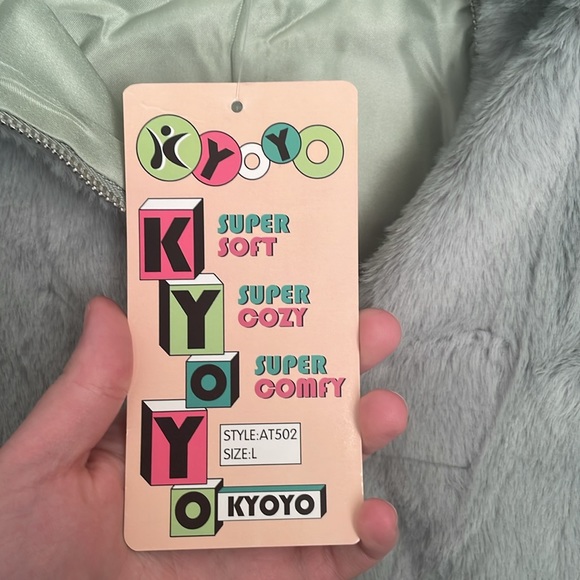 KYOYO
K
SUPER
SOFT
Y
SUPER
COZY
O
SUPER
COMFY
Y
STYLE:AT502
SIZE:L
O
KYOYO